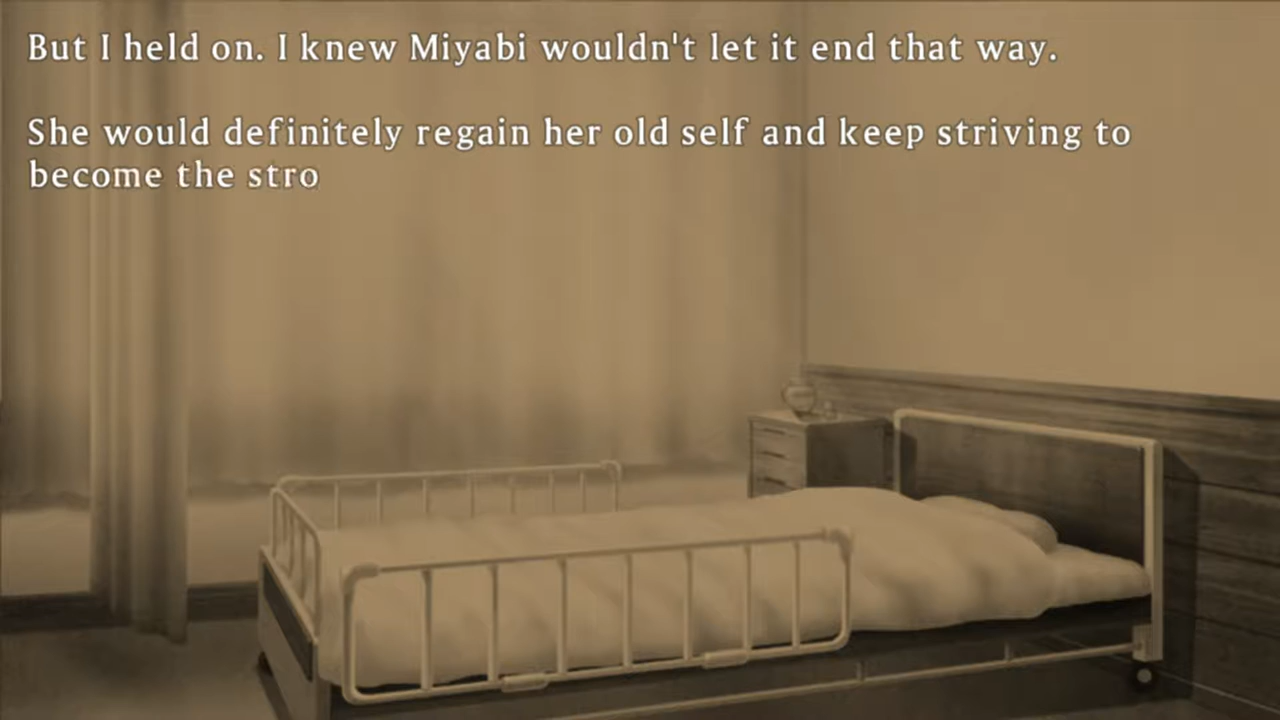 But I held on. I knew Miyabi wouldn't let it end that way.
She would definitely regain her old self and keep striving to
become the stro